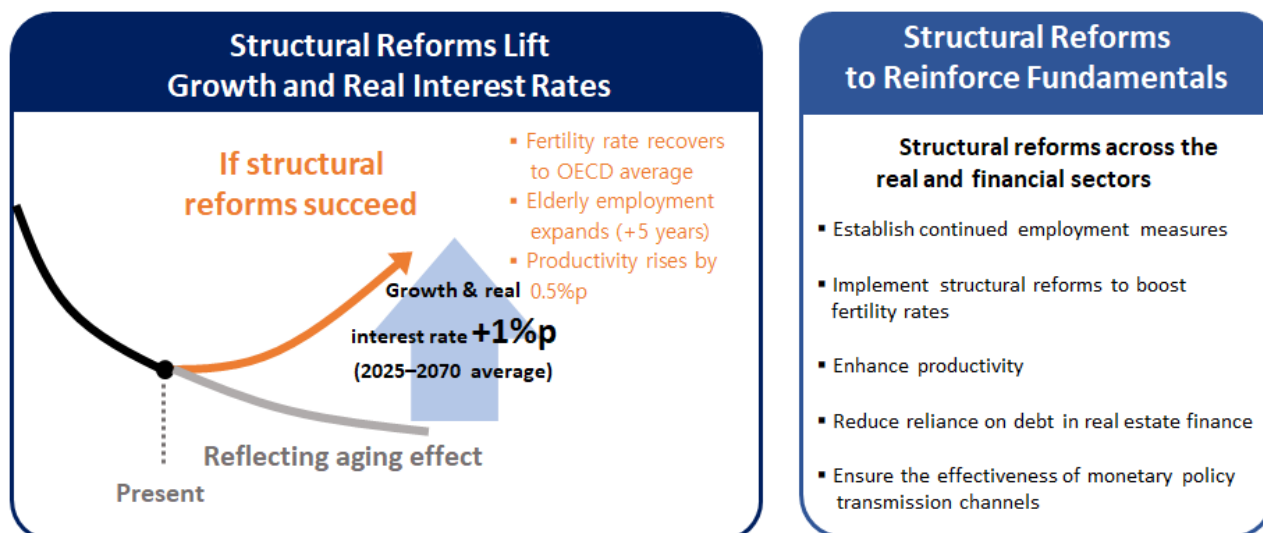 Structural Reforms Lift
Growth and Real Interest Rates
If structural
reforms succeed
▪ Fertility rate recovers
to OECD average
▪ Elderly employment
expands (+5 years)
▪ Productivity rises by
0.5%p
Growth & real
interest rate +1%p
(2025–2070 average)
Reflecting aging effect
Present
Structural Reforms
to Reinforce Fundamentals
Structural reforms across the
real and financial sectors
▪ Establish continued employment measures
▪ Implement structural reforms to boost
fertility rates
▪ Enhance productivity
▪ Reduce reliance on debt in real estate finance
▪ Ensure the effectiveness of monetary policy
transmission channels